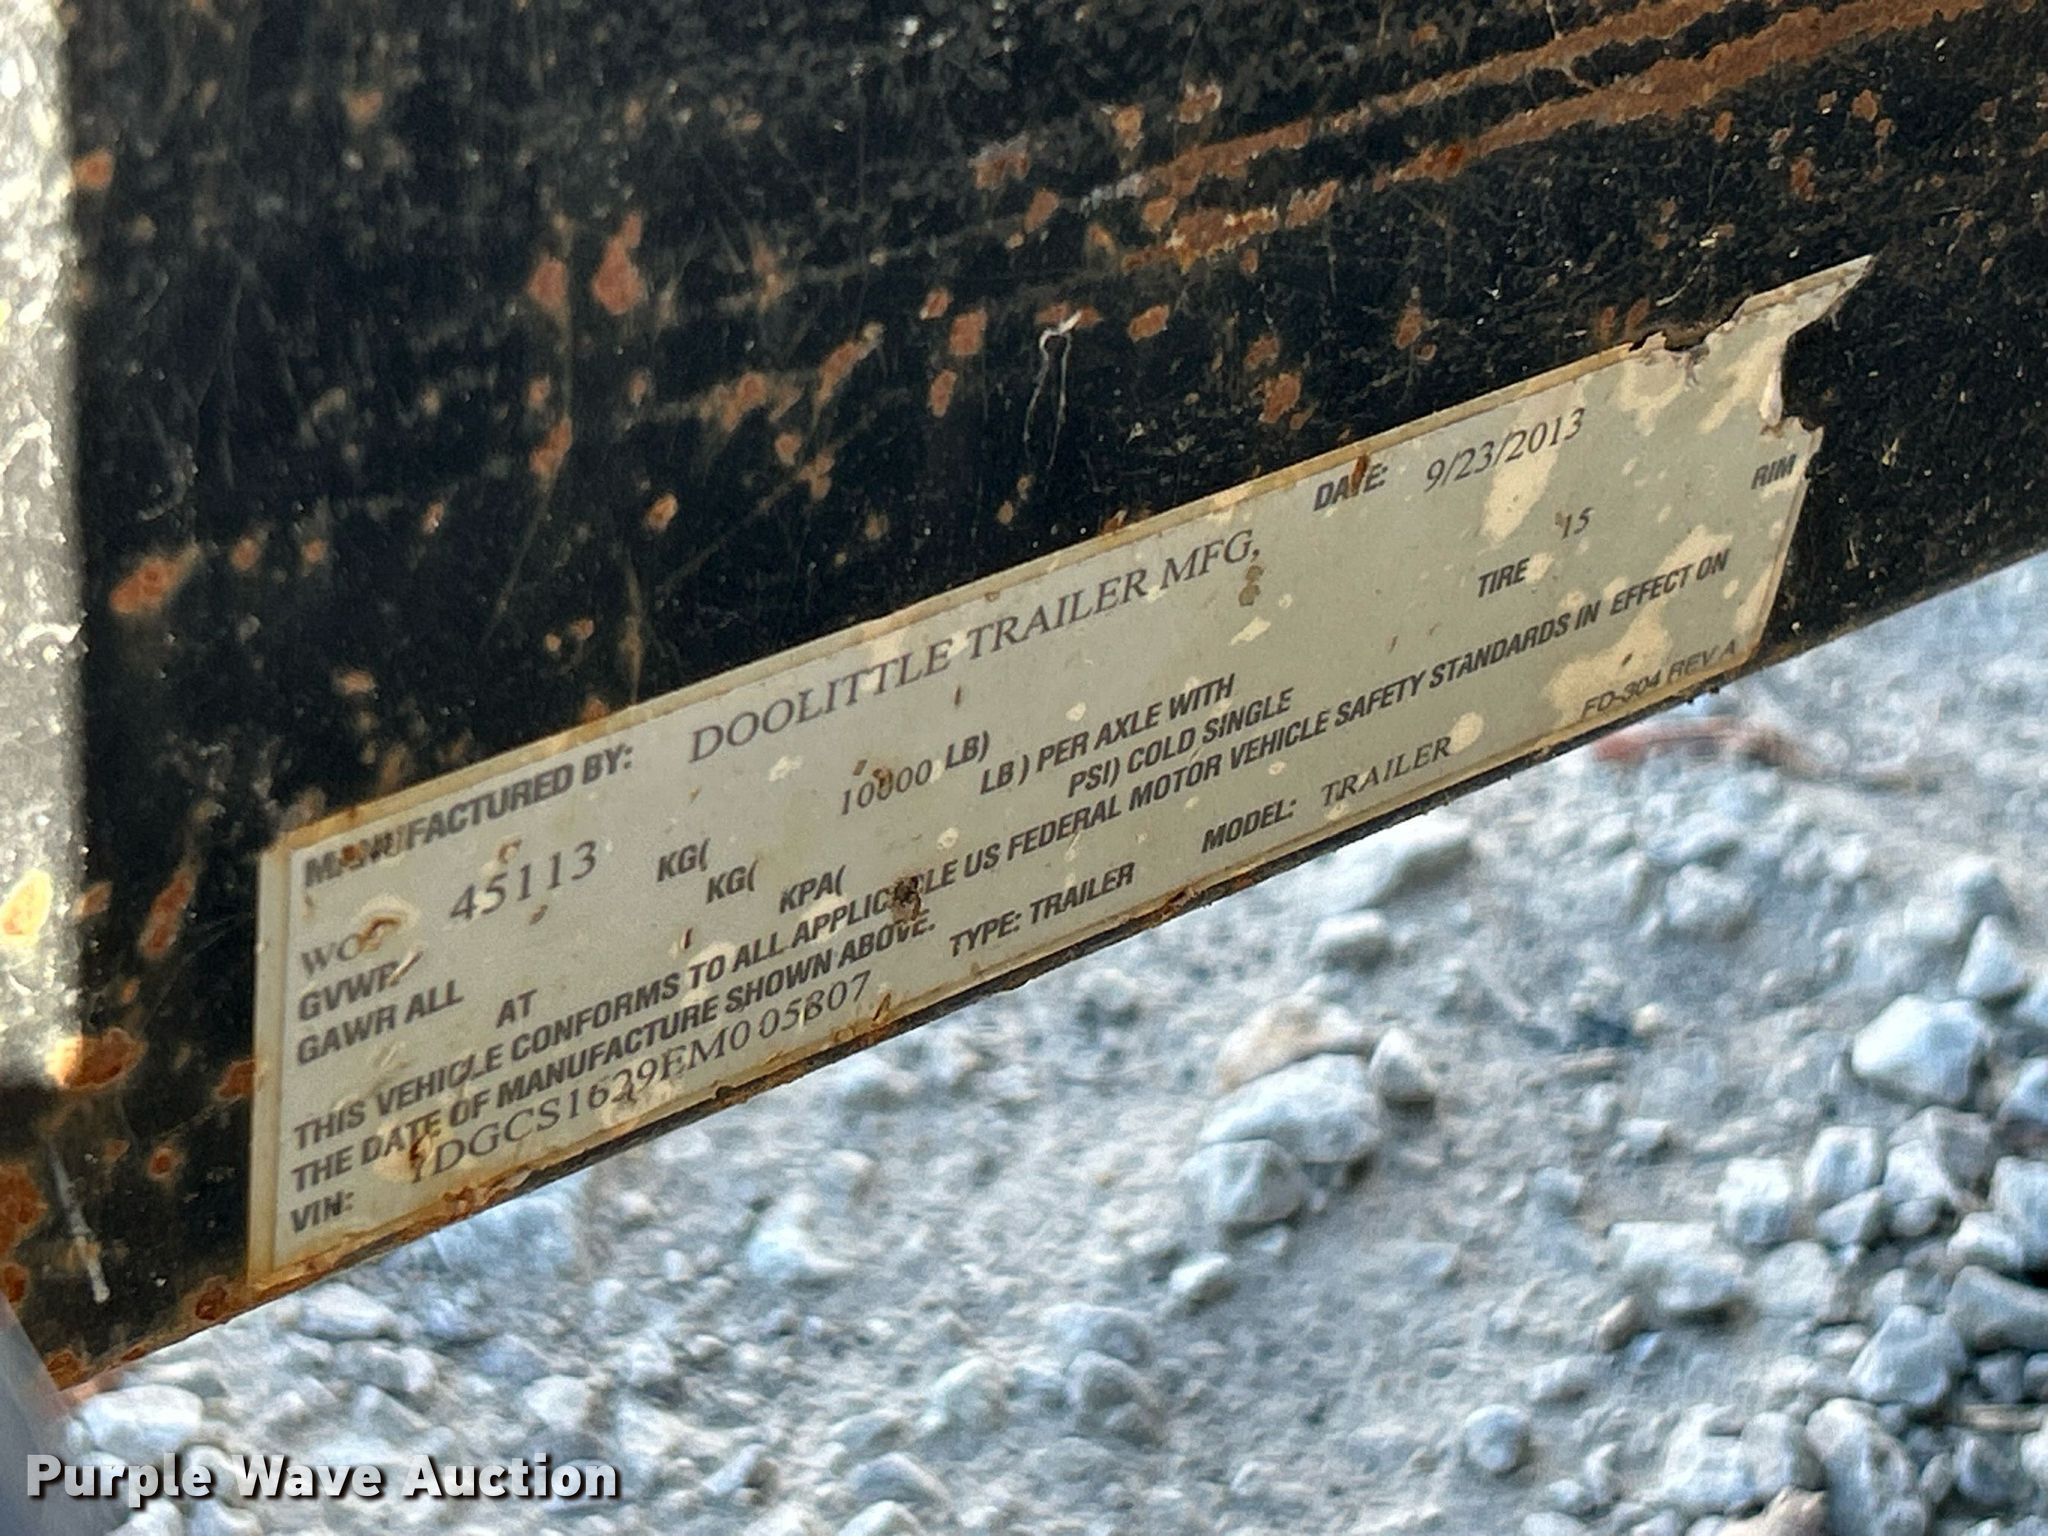 MANUFACTURED BY: DOOLITTLE TRAILER MFG, DATE: 9/23/2013
WO# 45113
GVWR KG( 10000 LB)
GAWR ALL KG( LB ) PER AXLE WITH TIRE 15 RIM
AT KPA( PSI) COLD SINGLE
THIS VEHICLE CONFORMS TO ALL APPLICABLE US FEDERAL MOTOR VEHICLE SAFETY STANDARDS IN EFFECT ON
THE DATE OF MANUFACTURE SHOWN ABOVE.
VIN: 1DGCS1629EM005807 TYPE: TRAILER MODEL: TRAILER FD-304 REV A
Purple Wave Auction